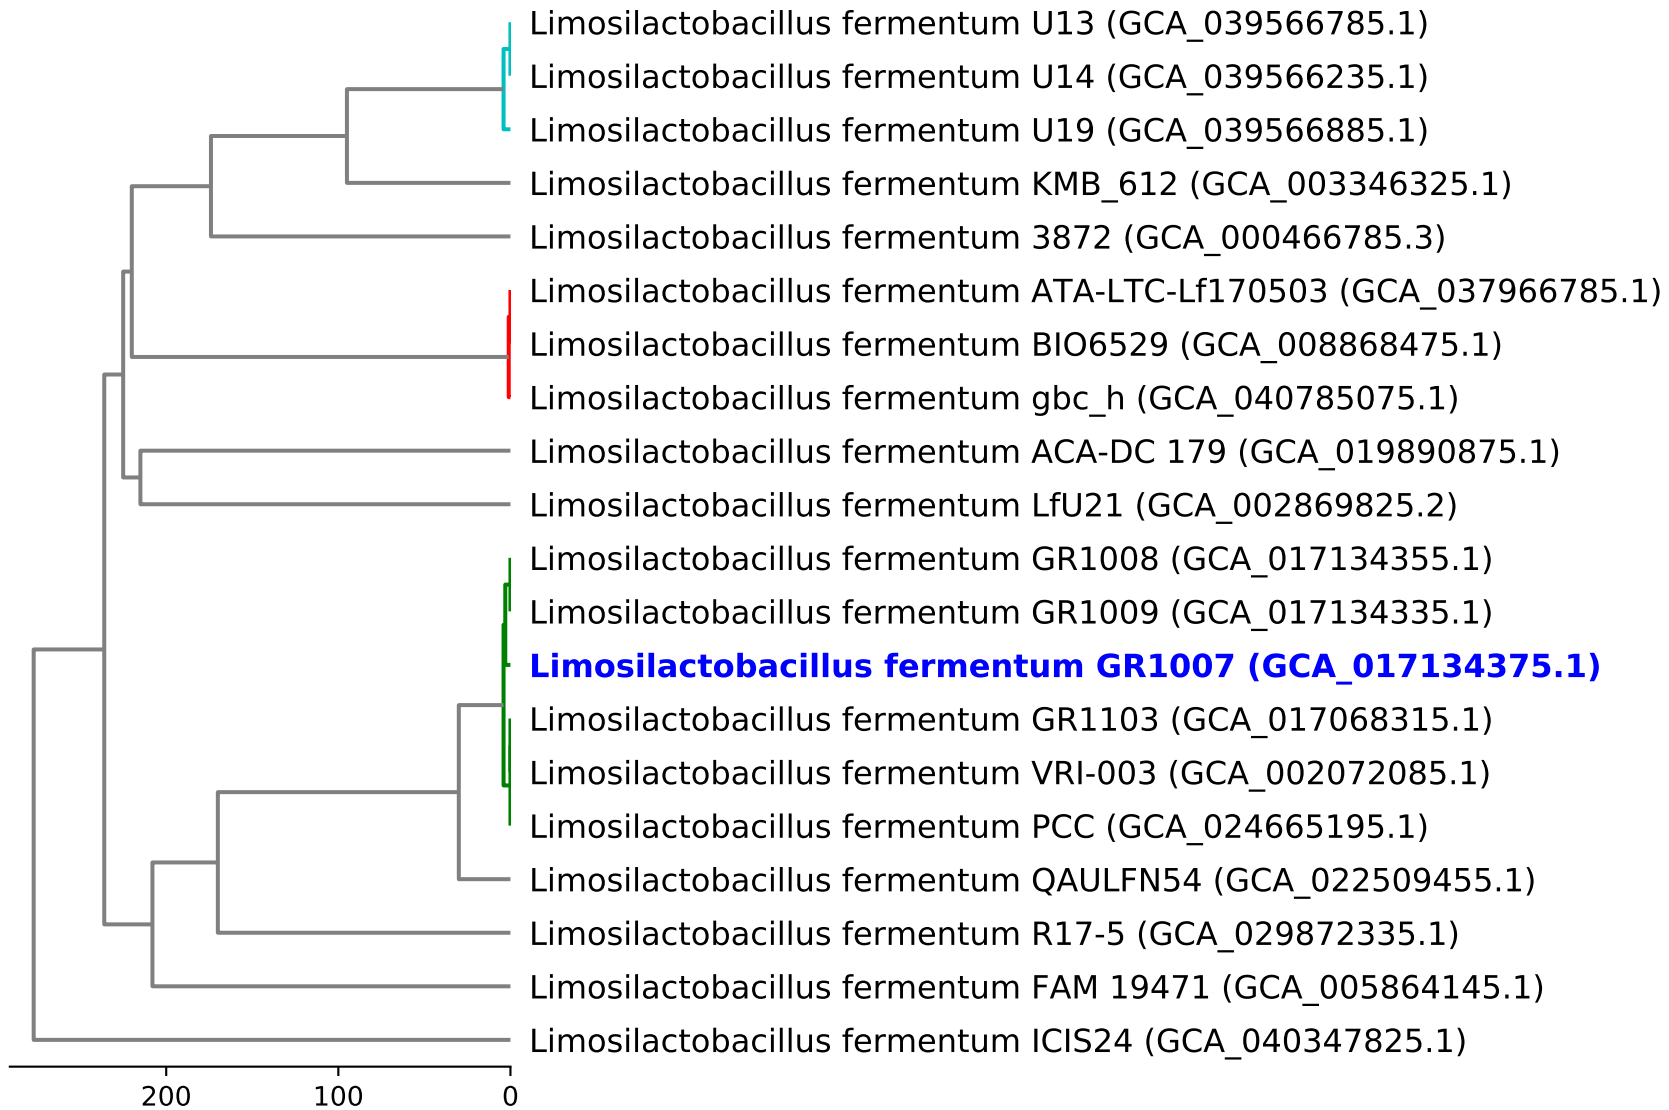 Limosilactobacillus fermentum U13 (GCA_039566785.1)
Limosilactobacillus fermentum U14 (GCA_039566235.1)
Limosilactobacillus fermentum U19 (GCA_039566885.1)
Limosilactobacillus fermentum KMB_612 (GCA_003346325.1)
Limosilactobacillus fermentum 3872 (GCA_000466785.3)
Limosilactobacillus fermentum ATA-LTC-Lf170503 (GCA_037966785.1)
Limosilactobacillus fermentum BIO6529 (GCA_008868475.1)
Limosilactobacillus fermentum gbc_h (GCA_040785075.1)
Limosilactobacillus fermentum ACA-DC 179 (GCA_019890875.1)
Limosilactobacillus fermentum LfU21 (GCA_002869825.2)
Limosilactobacillus fermentum GR1008 (GCA_017134355.1)
Limosilactobacillus fermentum GR1009 (GCA_017134335.1)
Limosilactobacillus fermentum GR1007 (GCA_017134375.1)
Limosilactobacillus fermentum GR1103 (GCA_017068315.1)
Limosilactobacillus fermentum VRI-003 (GCA_002072085.1)
Limosilactobacillus fermentum PCC (GCA_024665195.1)
Limosilactobacillus fermentum QAULFN54 (GCA_022509455.1)
Limosilactobacillus fermentum R17-5 (GCA_029872335.1)
Limosilactobacillus fermentum FAM 19471 (GCA_005864145.1)
Limosilactobacillus fermentum ICIS24 (GCA_040347825.1)
200 100 0